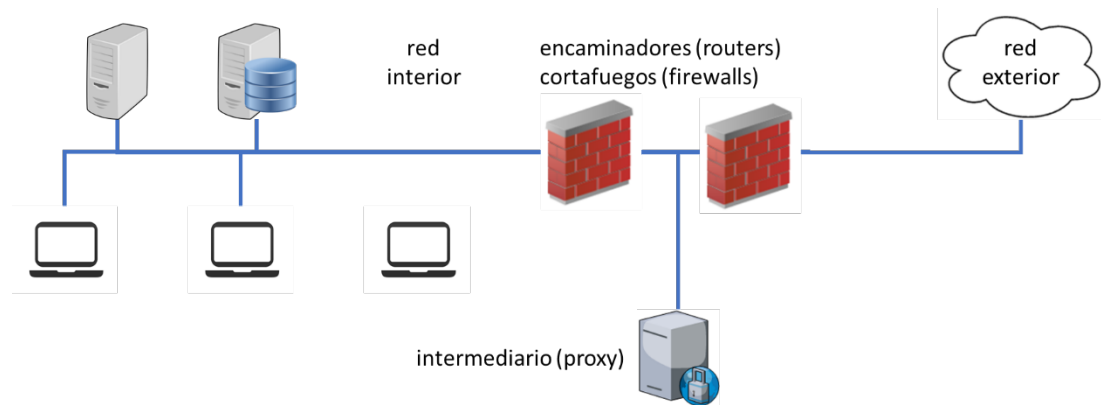 red
interior
encaminadores (routers)
cortafuegos (firewalls)
red
exterior
intermediario (proxy)